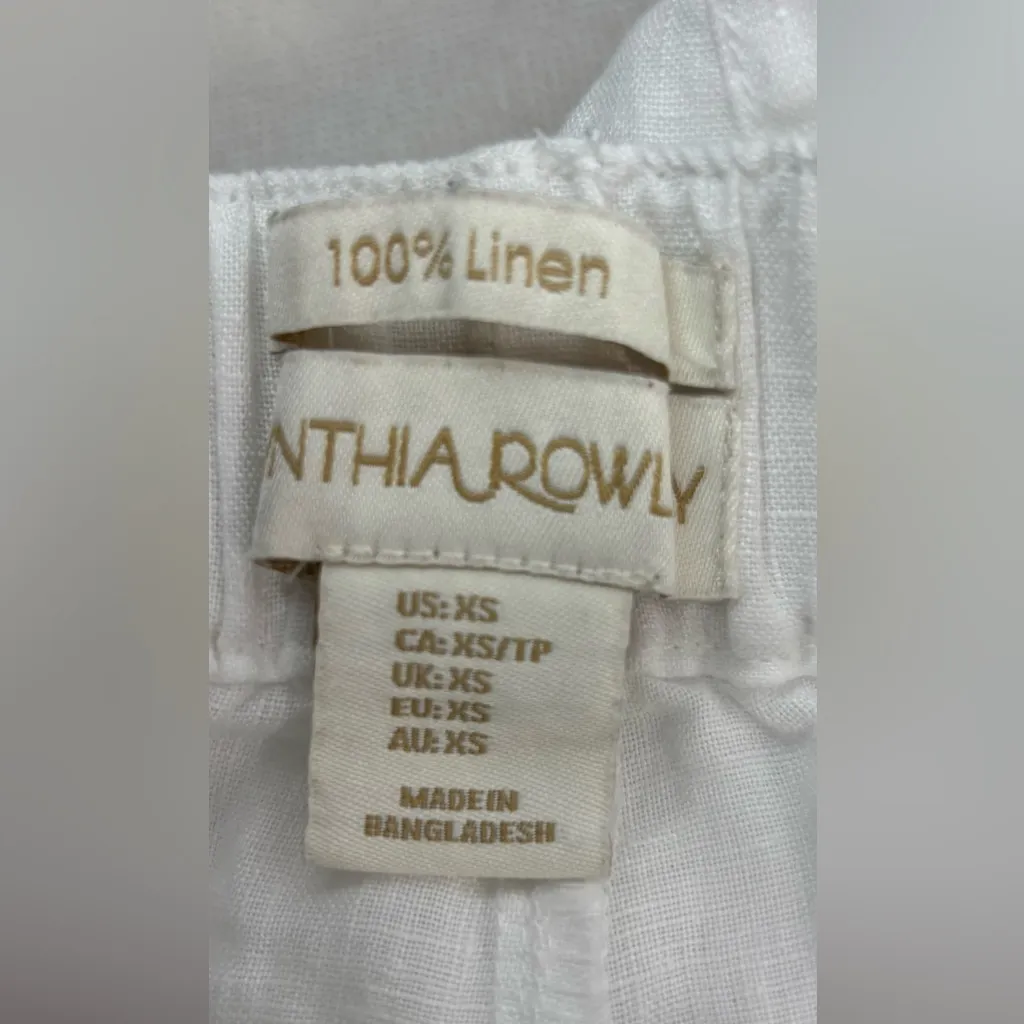 100% Linen
NTHIA ROWLY
US: XS
CA: XS/TP
UK: XS
EU: XS
AU: XS
MADE IN
BANGLADESH